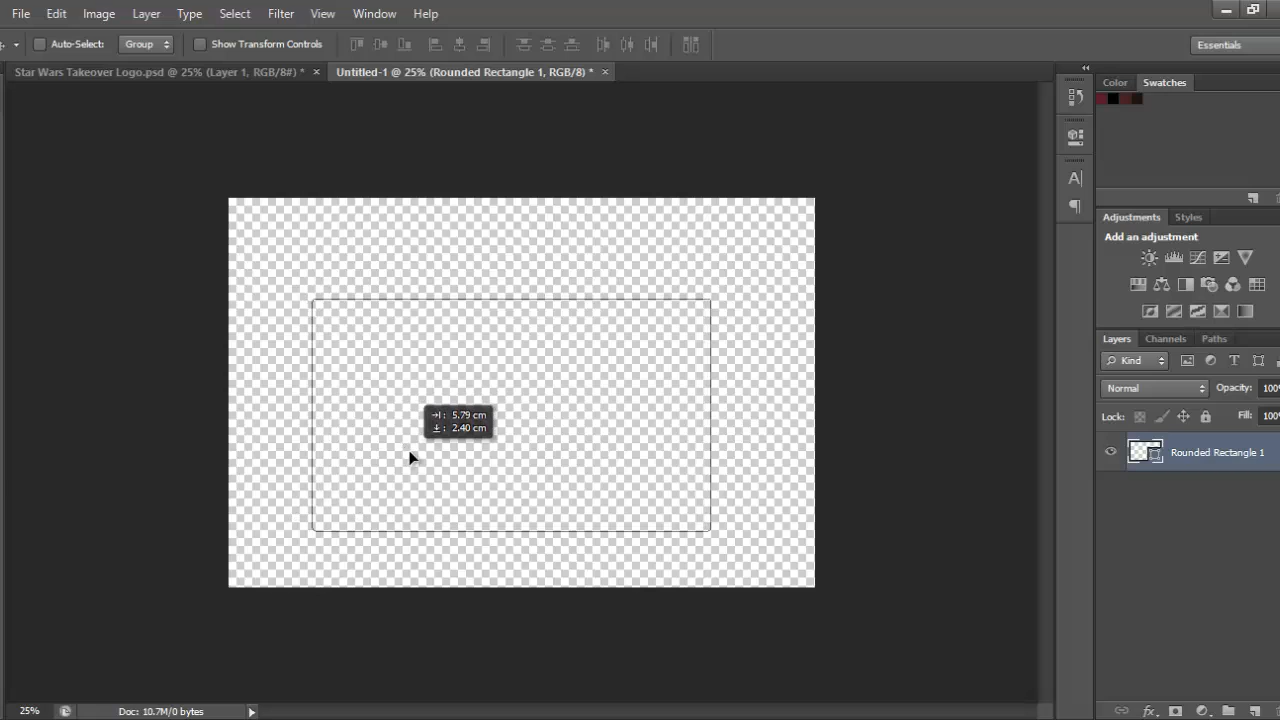 File Edit Image Layer Type Select Filter View Window Help
Auto-Select: Group Show Transform Controls Essentials
Star Wars Takeover Logo.psd @ 25% (Layer 1, RGB/8#) * × Untitled-1 @ 25% (Rounded Rectangle 1, RGB/8) * ×
Color Swatches
Adjustments Styles
Add an adjustment
Layers Channels Paths
Kind
Normal Opacity: 100%
Lock: Fill: 100%
Rounded Rectangle 1
: 5.79 cm
: 2.40 cm
25% Doc: 10.7M/0 bytes